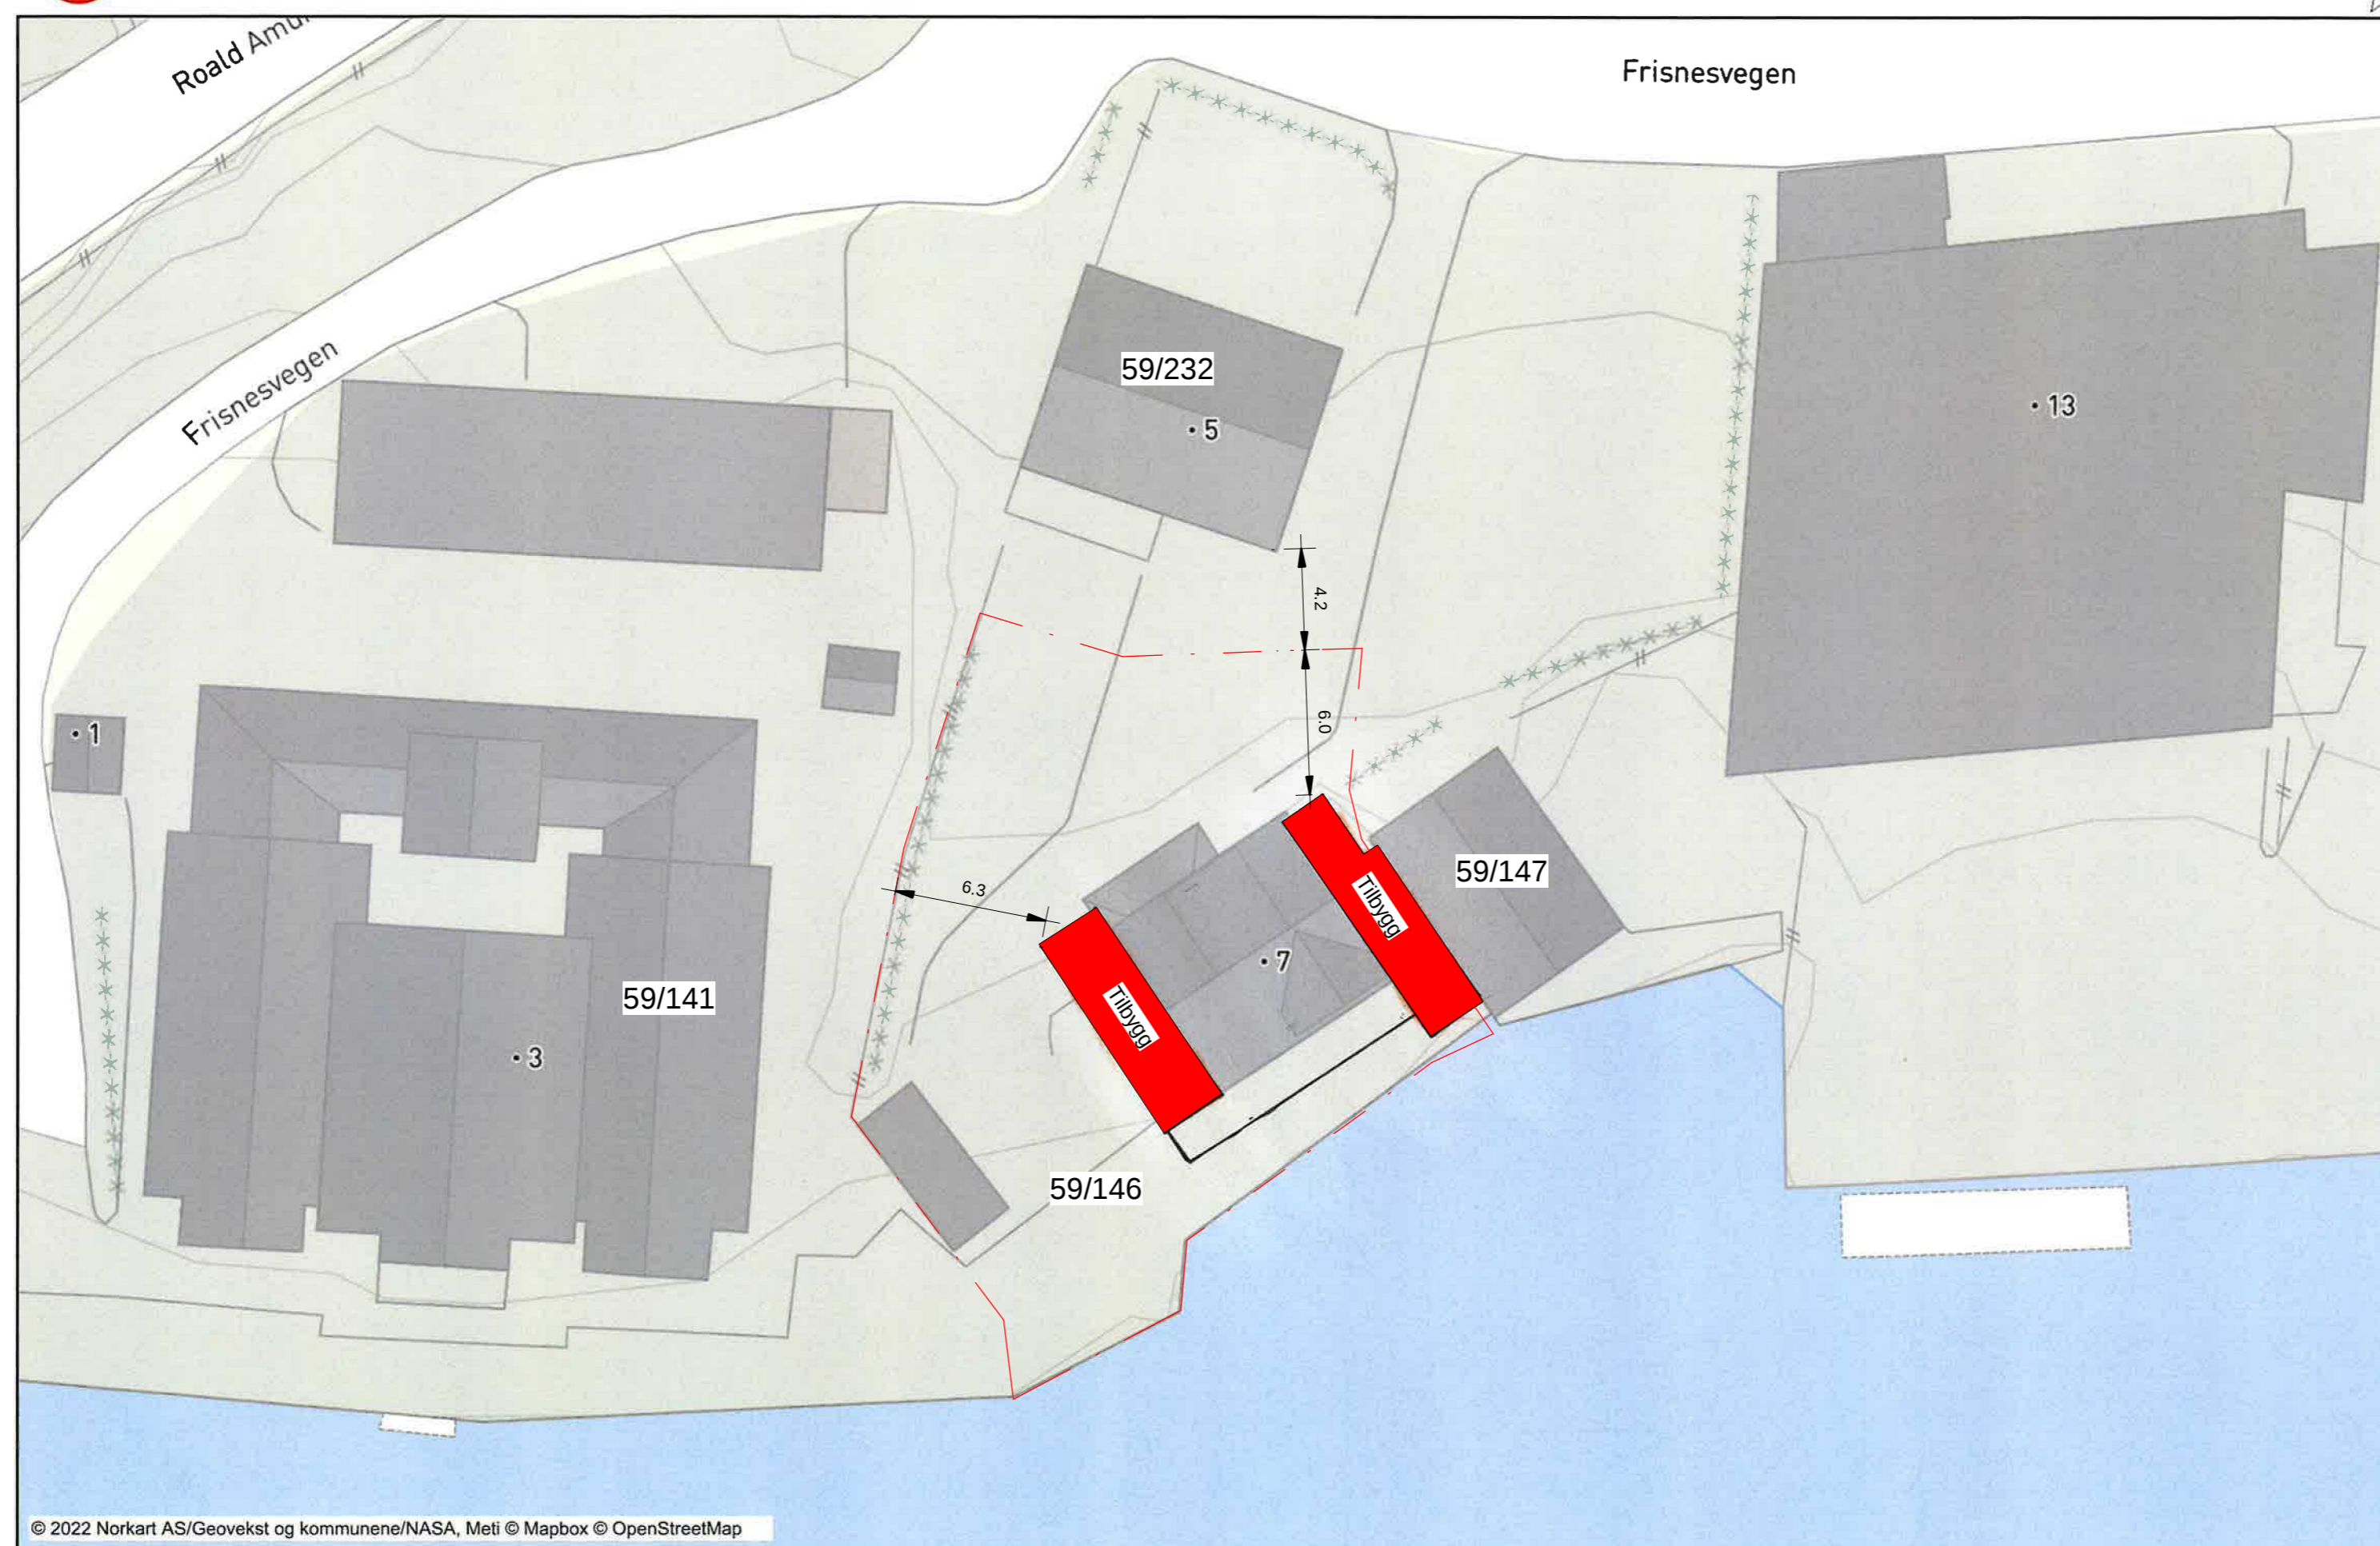 Roald
Frisnesvegen
Frisnesvegen
59/232
5
13
4.2
6.0
1
6.3
Tilbygg
59/147
7
Tilbygg
59/141
3
59/146
© 2022 Norkart AS/Geovekst og kommunene/NASA, Meti © Mapbox © OpenStreetMap